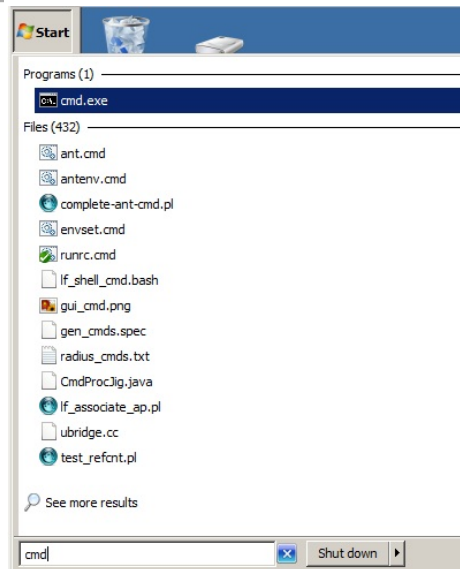 Start
Programs (1)
cmd.exe
Files (432)
ant.cmd
antenv.cmd
complete-ant-cmd.pl
envset.cmd
runrc.cmd
lf_shell_cmd.bash
gui_cmd.png
gen_cmds.spec
radius_cmds.txt
CmdProcJig.java
lf_associate_ap.pl
ubridge.cc
test_refcnt.pl
See more results
cmd
Shut down